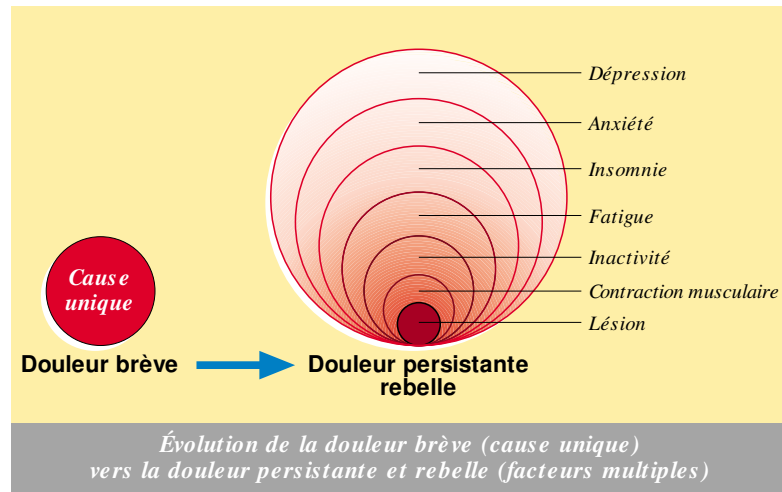 Dépression
Anxiété
Insomnie
Fatigue
Inactivité
Contraction musculaire
Lésion
Cause
unique
Douleur brève
Douleur persistante
rebelle
Évolution de la douleur brève (cause unique)
vers la douleur persistante et rebelle (facteurs multiples)